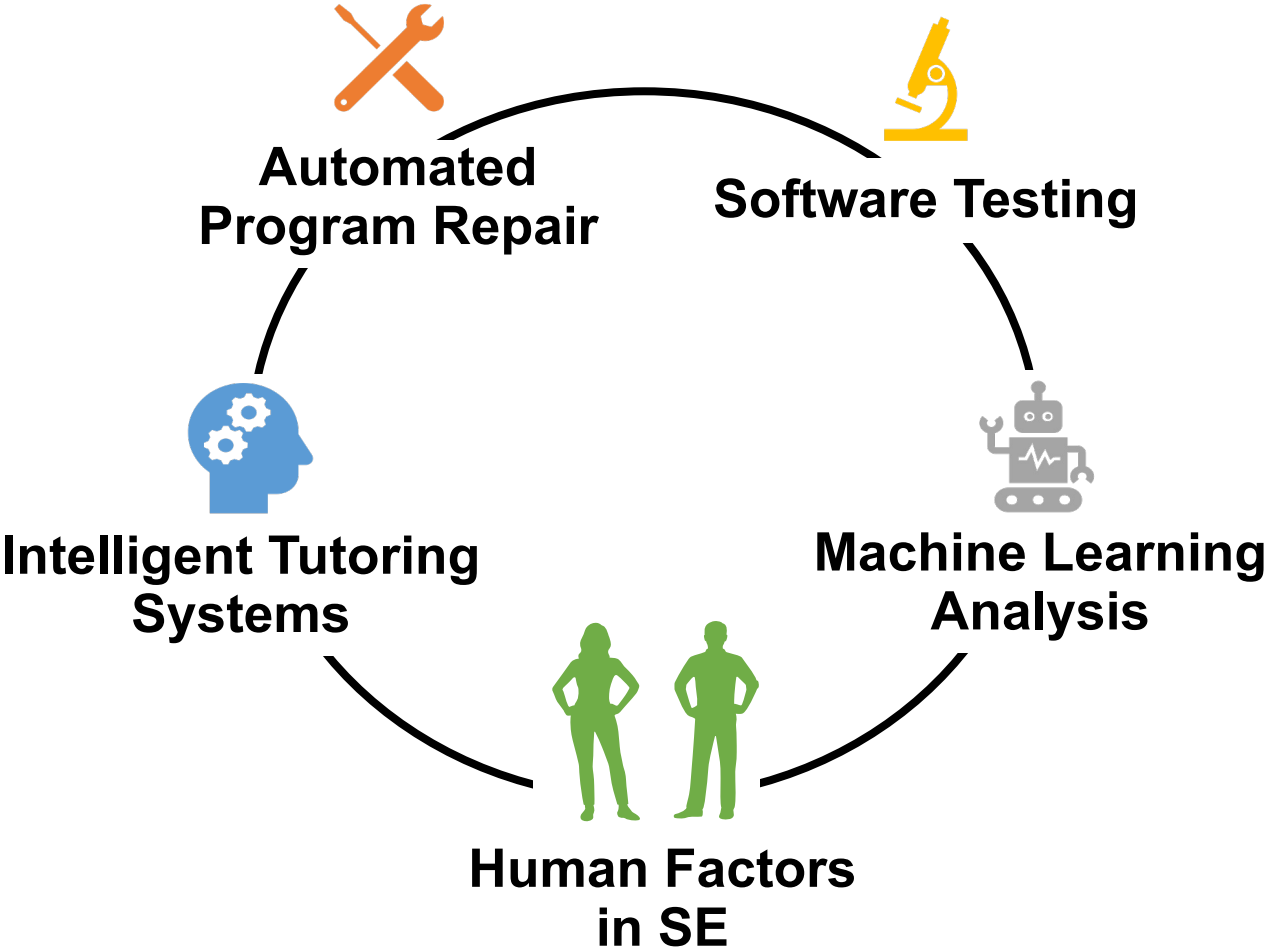 Automated
Program Repair
Software Testing
Intelligent Tutoring
Systems
Machine Learning
Analysis
Human Factors
in SE